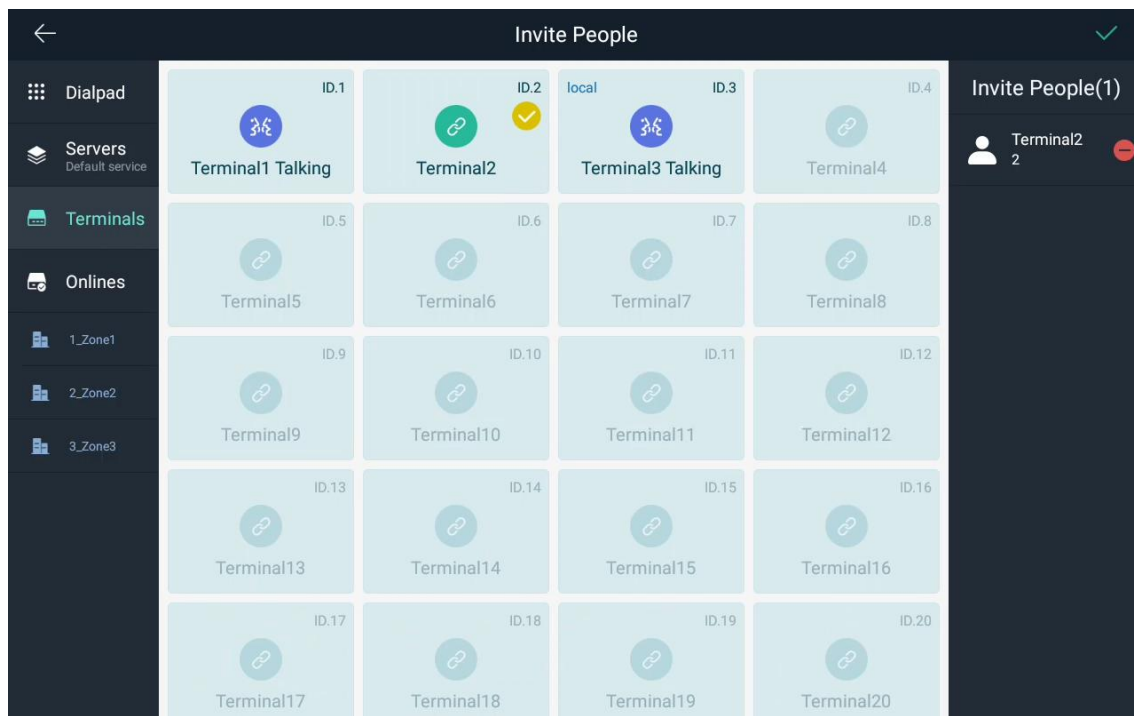 Invite People
Dialpad
Servers
Default service
Terminals
Onlines
1_Zone1
2_Zone2
3_Zone3
ID.1
Terminal1 Talking
ID.2
Terminal2
local ID.3
Terminal3 Talking
ID.4
Terminal4
ID.5
Terminal5
ID.6
Terminal6
ID.7
Terminal7
ID.8
Terminal8
ID.9
Terminal9
ID.10
Terminal10
ID.11
Terminal11
ID.12
Terminal12
ID.13
Terminal13
ID.14
Terminal14
ID.15
Terminal15
ID.16
Terminal16
ID.17
Terminal17
ID.18
Terminal18
ID.19
Terminal19
ID.20
Terminal20
Invite People(1)
Terminal2
2